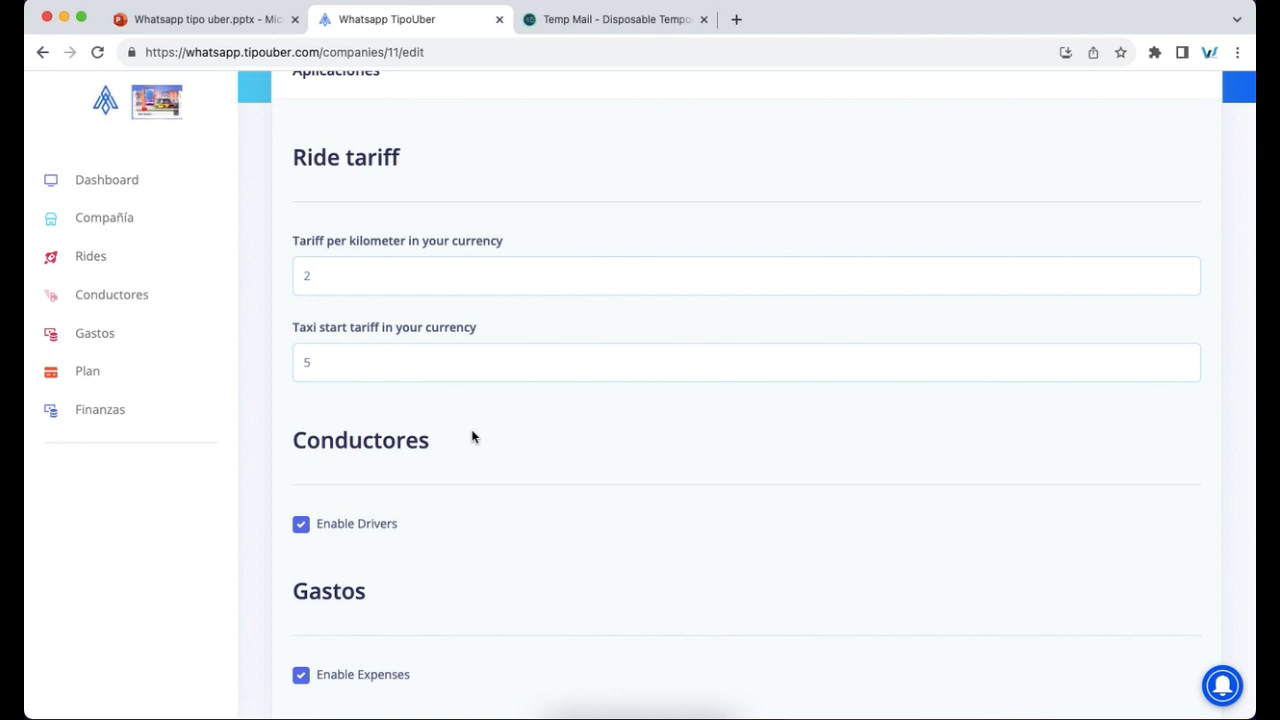 Whatsapp tipo uber.pptx - Mic
Whatsapp TipoUber
Temp Mail - Disposable Tempo
https://whatsapp.tipouber.com/companies/11/edit
Aplicaciones
Ride tariff
Dashboard
Compañía
Rides
Conductores
Gastos
Plan
Finanzas
Tariff per kilometer in your currency
2
Taxi start tariff in your currency
5
Conductores
Enable Drivers
Gastos
Enable Expenses